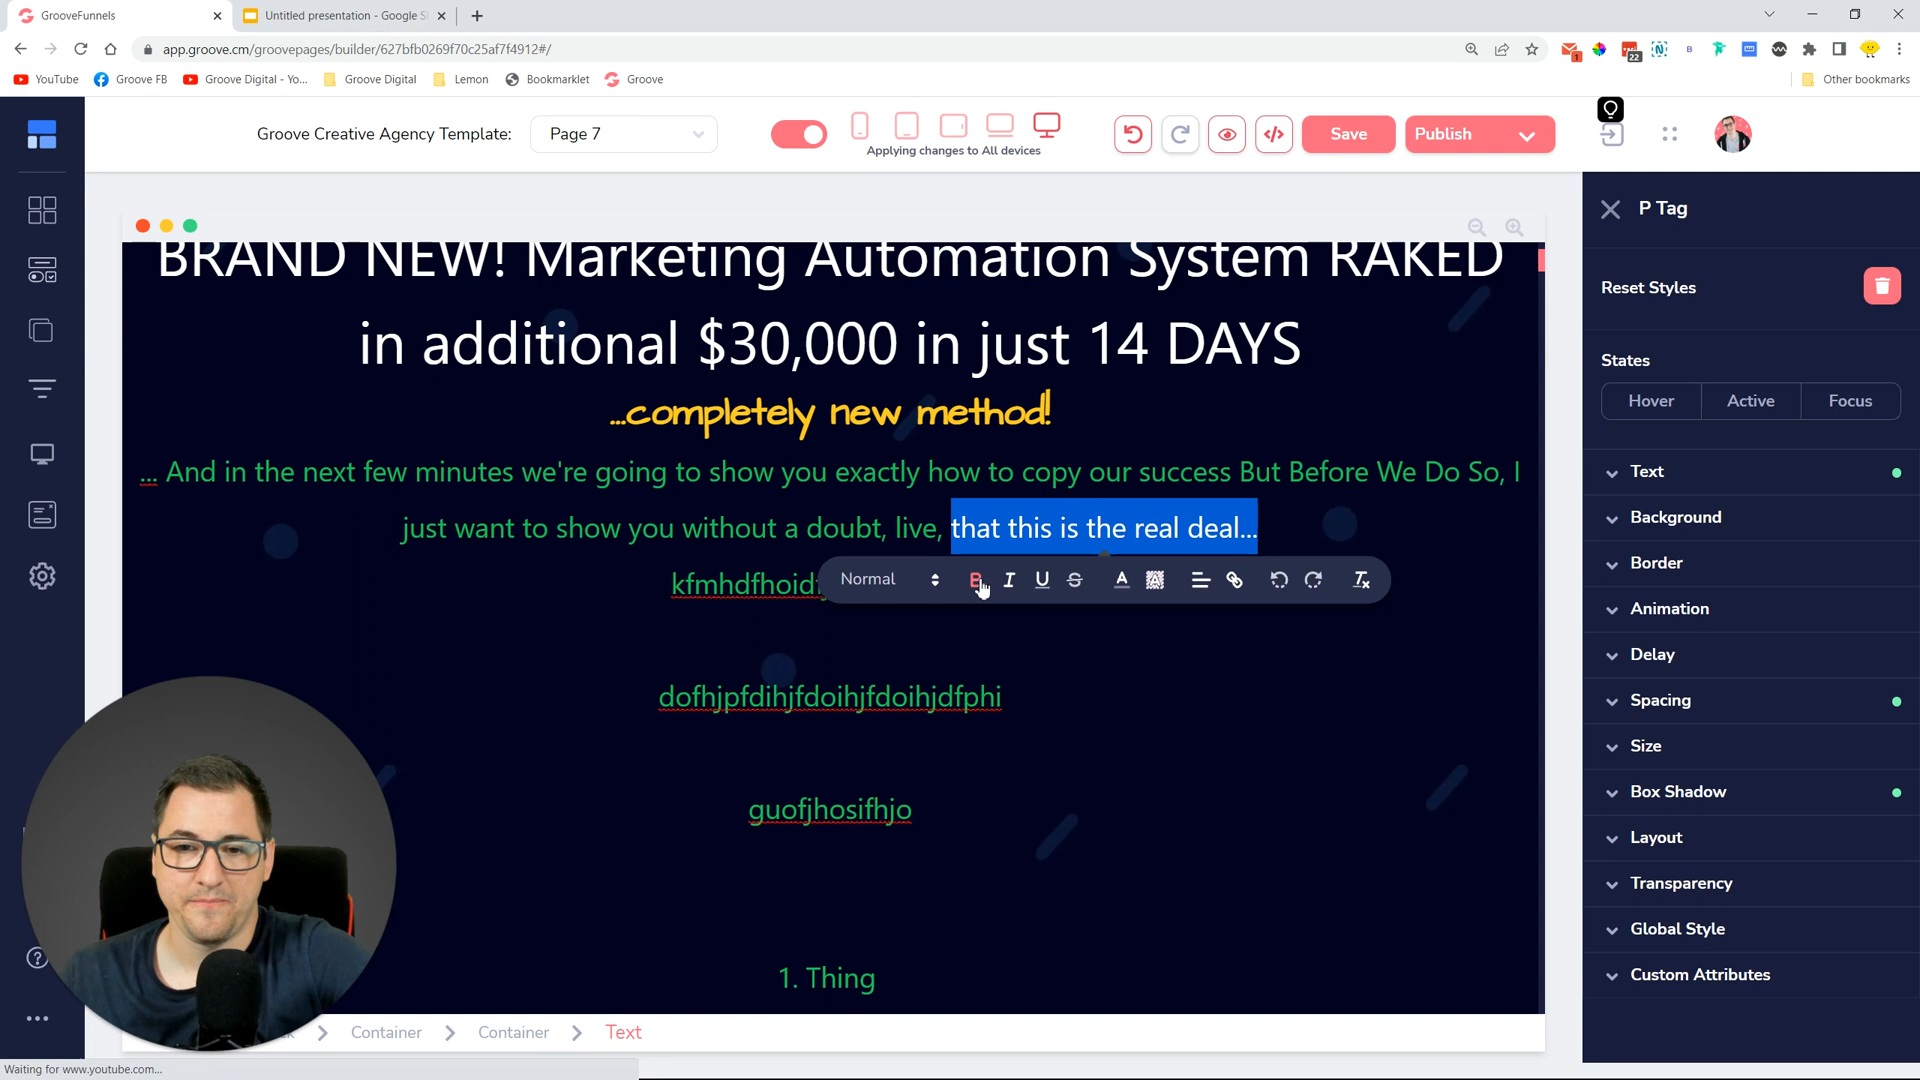 GrooveFunnels
Untitled presentation - Google Sl
app.groove.cm/groovepages/builder/627bfb0269f70c25af7f4912#/
1
22
YouTube
Groove FB
Groove Digital - Yo...
Groove Digital
Lemon
Bookmarklet
Groove
Other bookmarks
Groove Creative Agency Template:
Page 7
Applying changes to All devices
Save
Publish
P Tag
Reset Styles
States
Hover
Active
Focus
Text
Background
Border
Animation
Delay
Spacing
Size
Box Shadow
Layout
Transparency
Global Style
Custom Attributes
BRAND NEW! Marketing Automation System RAKED
in additional $30,000 in just 14 DAYS
...completely new method!
... And in the next few minutes we're going to show you exactly how to copy our success But Before We Do So, I
just want to show you without a doubt, live, that this is the real deal...
Normal
B I U S A A
dofhjpfdihjfdoihjfdoihjdfphi
guofjhosifhjo
1. Thing
Container
Container
Text
Waiting for www.youtube.com...